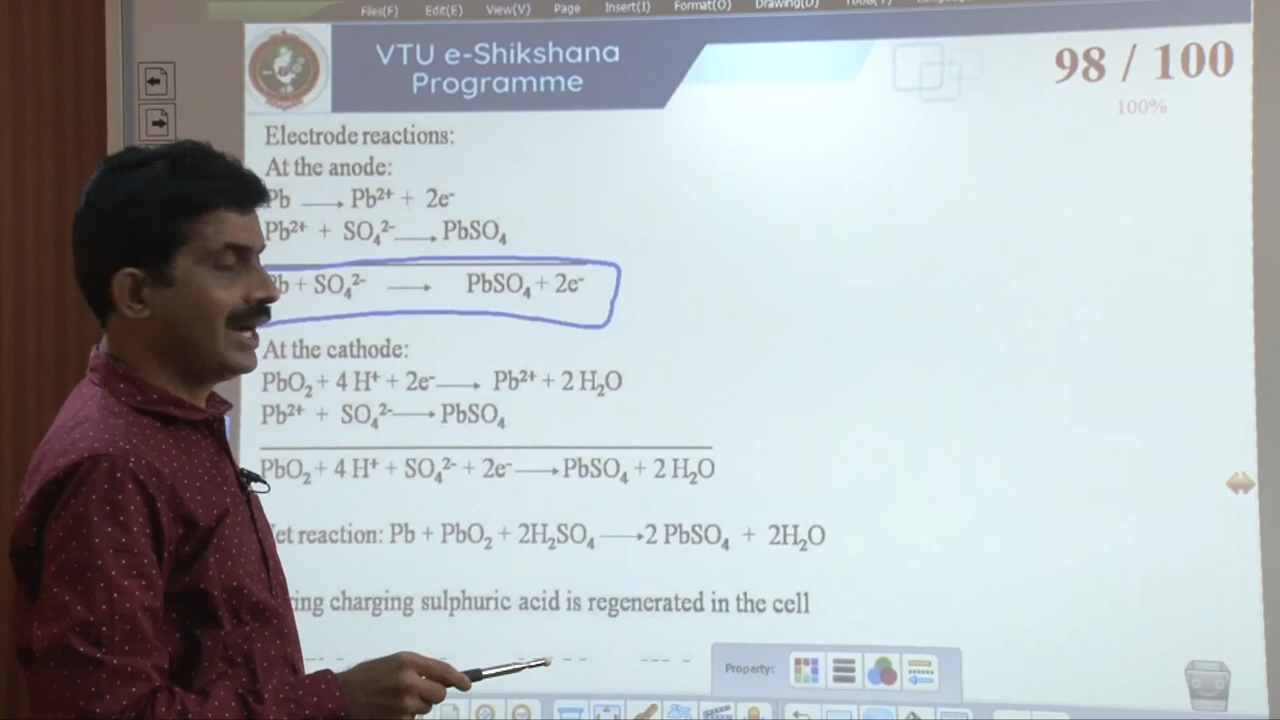 Files(F) Edit(E) View(V) Page Insert(I) Format(O) Drawing(D)
VTU e-Shikshana
Programme
98 / 100
100%
Electrode reactions:
At the anode:
Pb ⟶ Pb²⁺ + 2e⁻
Pb²⁺ + SO₄²⁻ ⟶ PbSO₄
Pb + SO₄²⁻ ⟶ PbSO₄ + 2e⁻
At the cathode:
PbO₂ + 4 H⁺ + 2e⁻ ⟶ Pb²⁺ + 2 H₂O
Pb²⁺ + SO₄²⁻ ⟶ PbSO₄
PbO₂ + 4 H⁺ + SO₄²⁻ + 2e⁻ ⟶ PbSO₄ + 2 H₂O
et reaction: Pb + PbO₂ + 2H₂SO₄ ⟶ 2 PbSO₄ + 2H₂O
ing charging sulphuric acid is regenerated in the cell
Property: